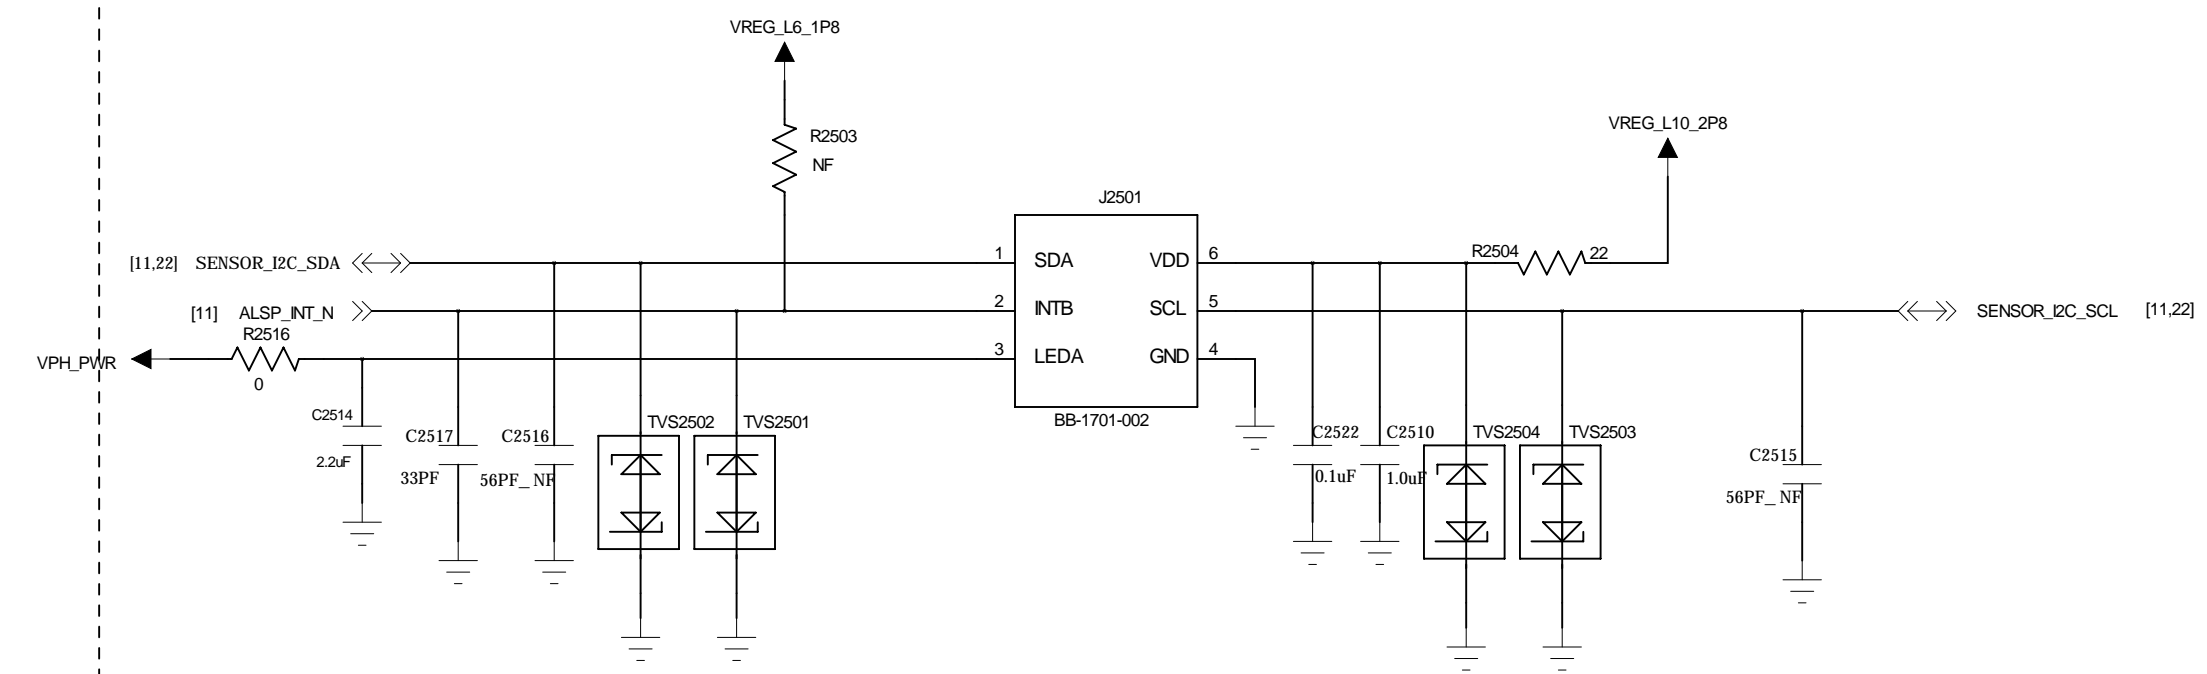 VREG_L6_1P8
R2503
NF
VREG_L10_2P8
J2501
[11,22] SENSOR_I2C_SDA
1 SDA
VDD 6
R2504 22
[11] ALSP_INT_N
2 INTB
SCL 5
SENSOR_I2C_SCL [11,22]
R2516
VPH_PWR
0
3 LEDA
GND 4
BB-1701-002
C2514
2.2uF
C2517
33PF
C2516
56PF_NF
TVS2502
TVS2501
C2522
0.1uF
C2510
1.0uF
TVS2504
TVS2503
C2515
56PF_NF